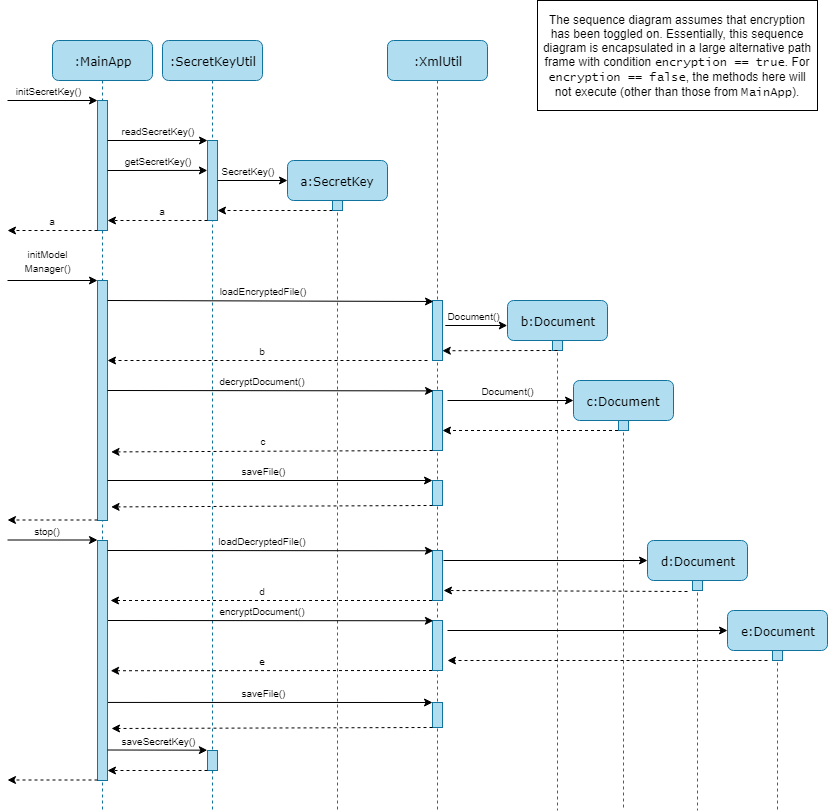 The sequence diagram assumes that encryption
has been toggled on. Essentially, this sequence
diagram is encapsulated in a large alternative path
frame with condition encryption == true. For
encryption == false, the methods here will
not execute (other than those from MainApp).
:MainApp
:SecretKeyUtil
:XmlUtil
initSecretKey()
readSecretKey()
getSecretKey()
SecretKey()
a:SecretKey
a
a
initModel
Manager()
loadEncryptedFile()
Document()
b:Document
b
decryptDocument()
Document()
c:Document
c
saveFile()
stop()
loadDecryptedFile()
d:Document
d
encryptDocument()
e:Document
e
saveFile()
saveSecretKey()